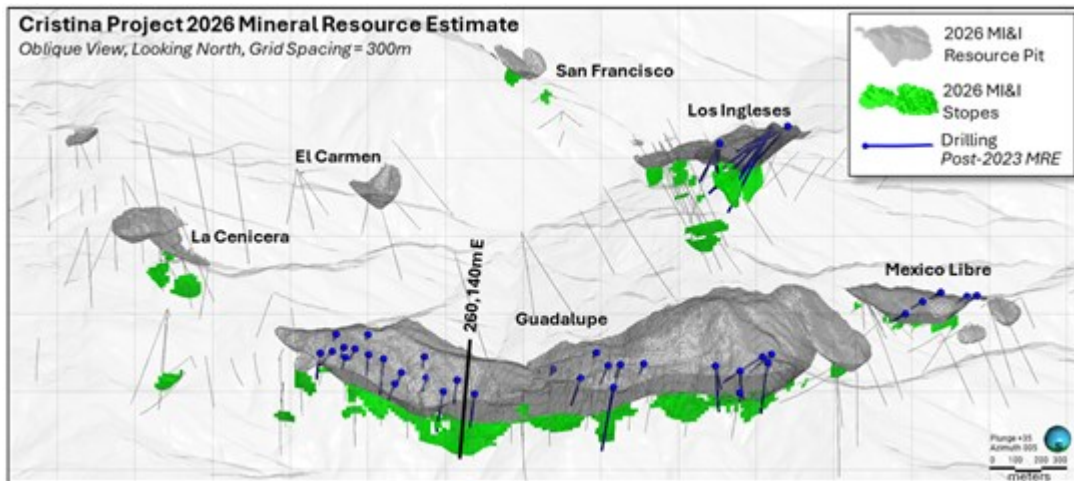 Cristina Project 2026 Mineral Resource Estimate
Oblique View, Looking North, Grid Spacing = 300m
2026 MI&I
Resource Pit
2026 MI&I
Stopes
Drilling
Post-2023 MRE
San Francisco
Los Ingleses
El Carmen
La Cenicera
260,140m E
Guadalupe
Mexico Libre
Plunge +35
Azimuth 005
0 100 200 300
meters